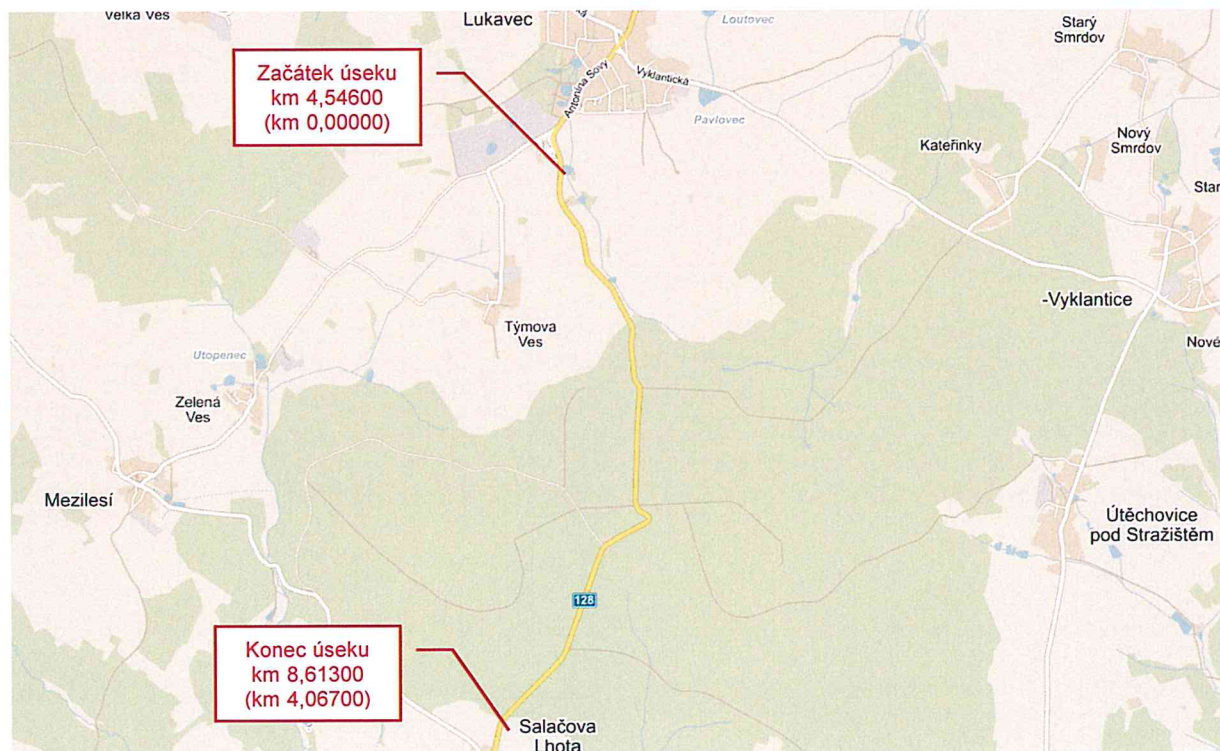 Velká Ves
Lukavec
Loutovec
Starý
Smrdov
Začátek úseku
km 4,54600
(km 0,00000)
Antonína Sovy
Vyklantická
Pavlovec
Kateřinky
Nový
Smrdov
Star
-Vyklantice
Týmova
Ves
Utopenec
Nové
Zelená
Ves
Mezilesí
Útěchovice
pod Stražištěm
128
Konec úseku
km 8,61300
(km 4,06700)
Salačova
Lhota